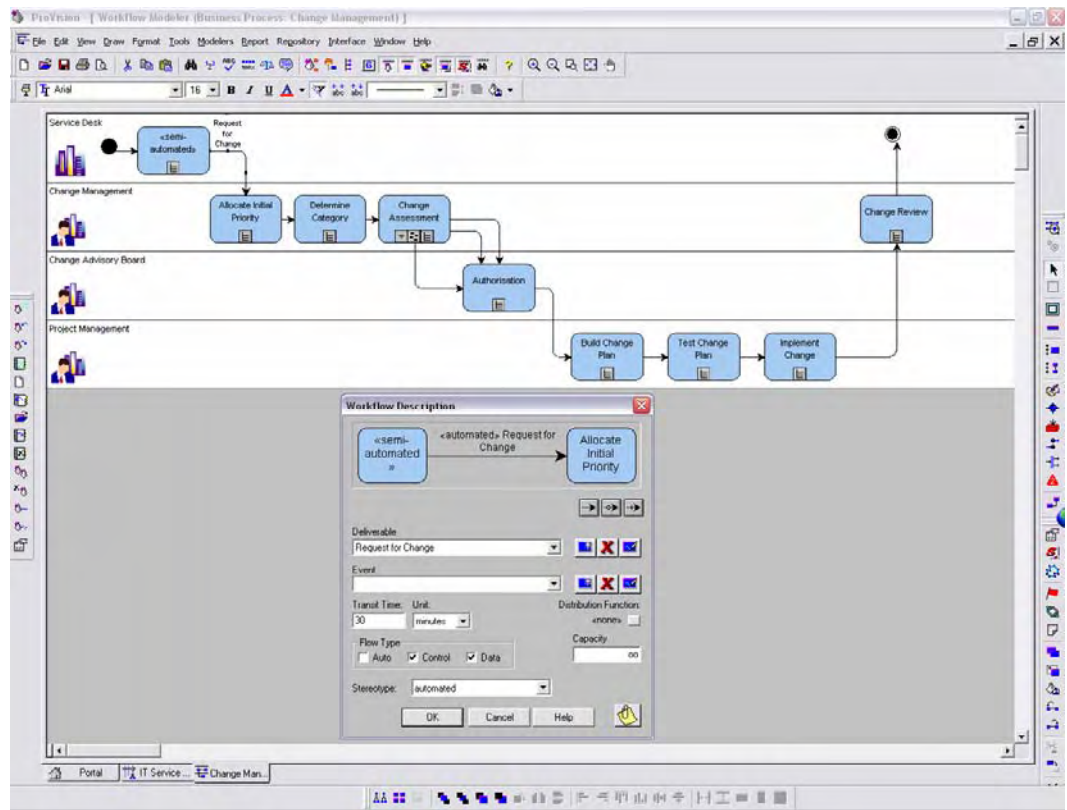 ProVision - [ Workflow Modeler (Business Process: Change Management) ]
File Edit View Draw Format Tools Modelers Report Repository Interface Window Help
Arial 16 B I U A
Service Desk
«semi-
automated»
Request
for
Change
Change Management
Allocate Initial
Priority
Determine
Category
Change
Assessment
Change Review
Change Advisory Board
Authorisation
Project Management
Build Change
Plan
Test Change
Plan
Implement
Change
Workflow Description
«semi-
automated
»
«automated» Request for
Change
Allocate
Initial
Priority
Deliverable
Request for Change
Event
Transit Time: Unit: Distribution Function:
30 minutes «none»
Flow Type Capacity
Auto Control Data oo
Stereotype: automated
OK Cancel Help
Portal IT Service ... Change Man...